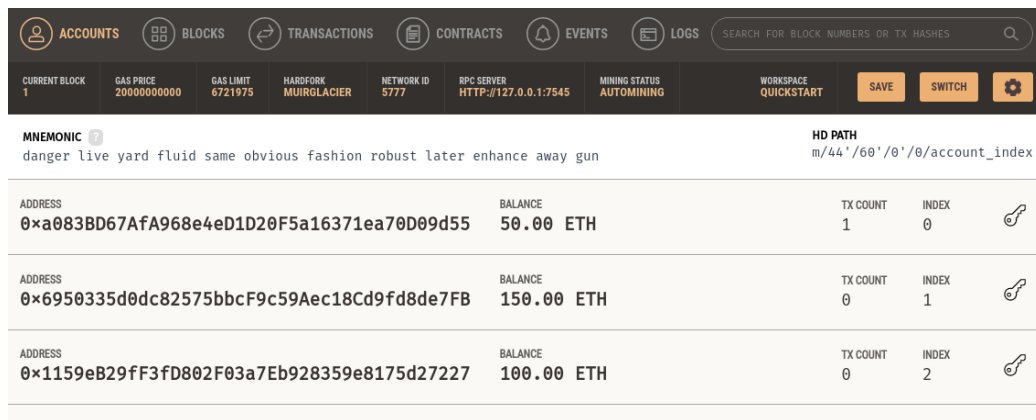 ACCOUNTS BLOCKS TRANSACTIONS CONTRACTS EVENTS LOGS SEARCH FOR BLOCK NUMBERS OR TX HASHES
CURRENT BLOCK GAS PRICE GAS LIMIT HARDFORK NETWORK ID RPC SERVER MINING STATUS WORKSPACE
1 20000000000 6721975 MUIRGLACIER 5777 HTTP://127.0.0.1:7545 AUTOMINING QUICKSTART SAVE SWITCH
MNEMONIC ? HD PATH
danger live yard fluid same obvious fashion robust later enhance away gun m/44'/60'/0'/0/account_index
ADDRESS BALANCE TX COUNT INDEX
0×a083BD67AfA968e4eD1D20F5a16371ea70D09d55 50.00 ETH 1 0
ADDRESS BALANCE TX COUNT INDEX
0×6950335d0dc82575bbcF9c59Aec18Cd9fd8de7FB 150.00 ETH 0 1
ADDRESS BALANCE TX COUNT INDEX
0×1159eB29fF3fD802F03a7Eb928359e8175d27227 100.00 ETH 0 2